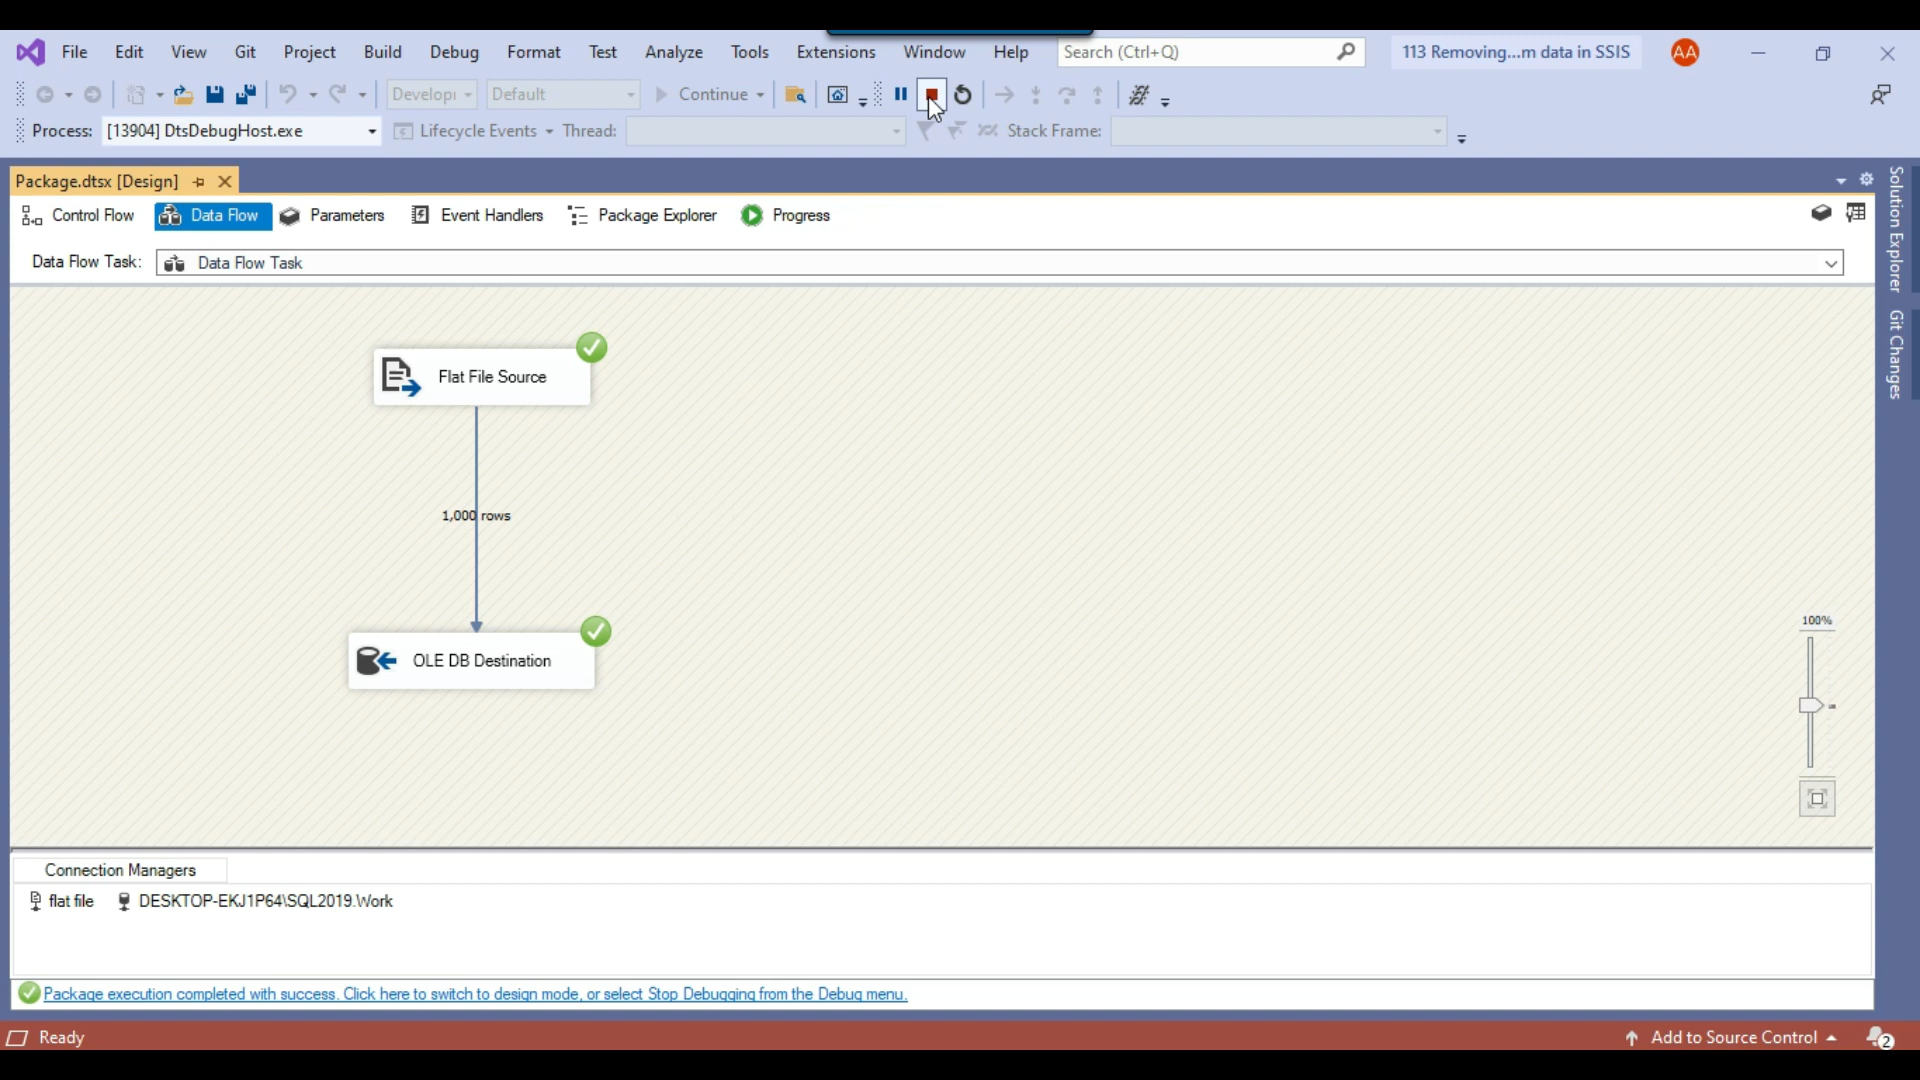 File Edit View Git Project Build Debug Format Test Analyze Tools Extensions Window Help Search (Ctrl+Q) 113 Removing...m data in SSIS AA
Develop Default Continue
Process: [13904] DtsDebugHost.exe Lifecycle Events Thread: Stack Frame:
Package.dtsx [Design]
Control Flow Data Flow Parameters Event Handlers Package Explorer Progress
Data Flow Task: Data Flow Task
Solution Explorer
Git Changes
Flat File Source
1,000 rows
OLE DB Destination
100%
Connection Managers
flat file DESKTOP-EKJ1P64\SQL2019.Work
Package execution completed with success. Click here to switch to design mode, or select Stop Debugging from the Debug menu.
Ready Add to Source Control 2